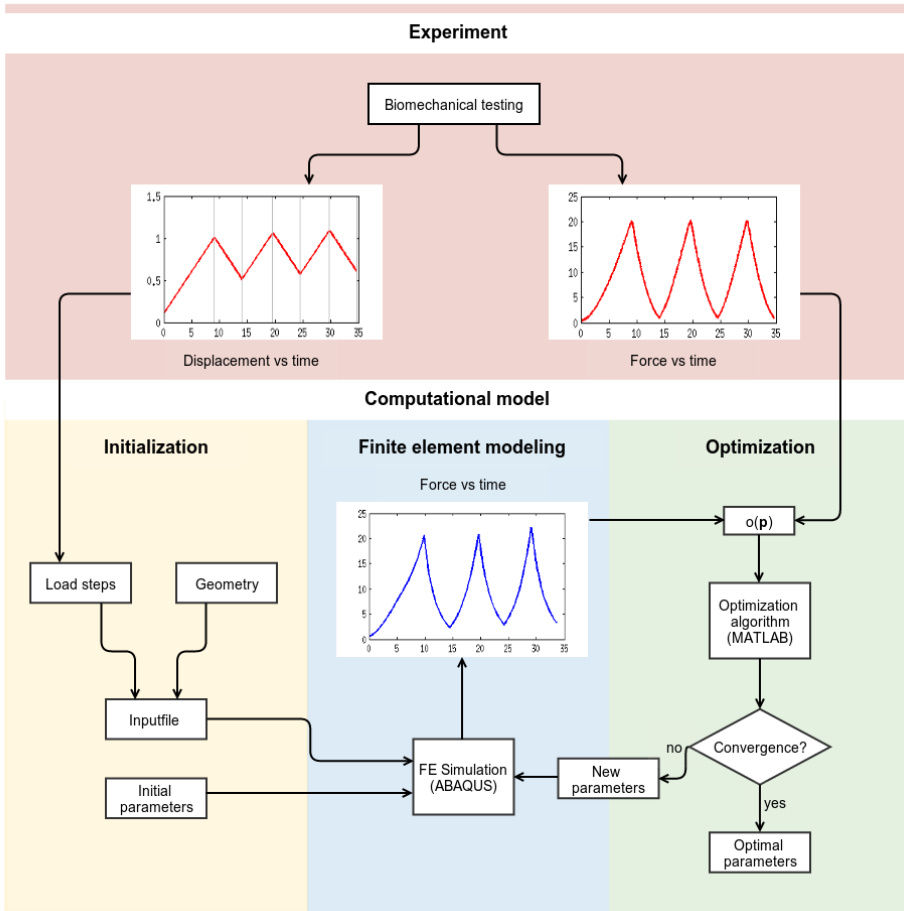 Experiment
Biomechanical testing
1.5
1
0.5
0
0 5 10 15 20 25 30 35
Displacement vs time
25
20
15
10
5
0
0 5 10 15 20 25 30 35
Force vs time
Computational model
Initialization
Finite element modeling
Optimization
Force vs time
25
20
15
10
5
0
0 5 10 15 20 25 30 35
o(p)
Load steps
Geometry
Optimization
algorithm
(MATLAB)
Inputfile
Convergence?
no
yes
FE Simulation
(ABAQUS)
New
parameters
Initial
parameters
Optimal
parameters